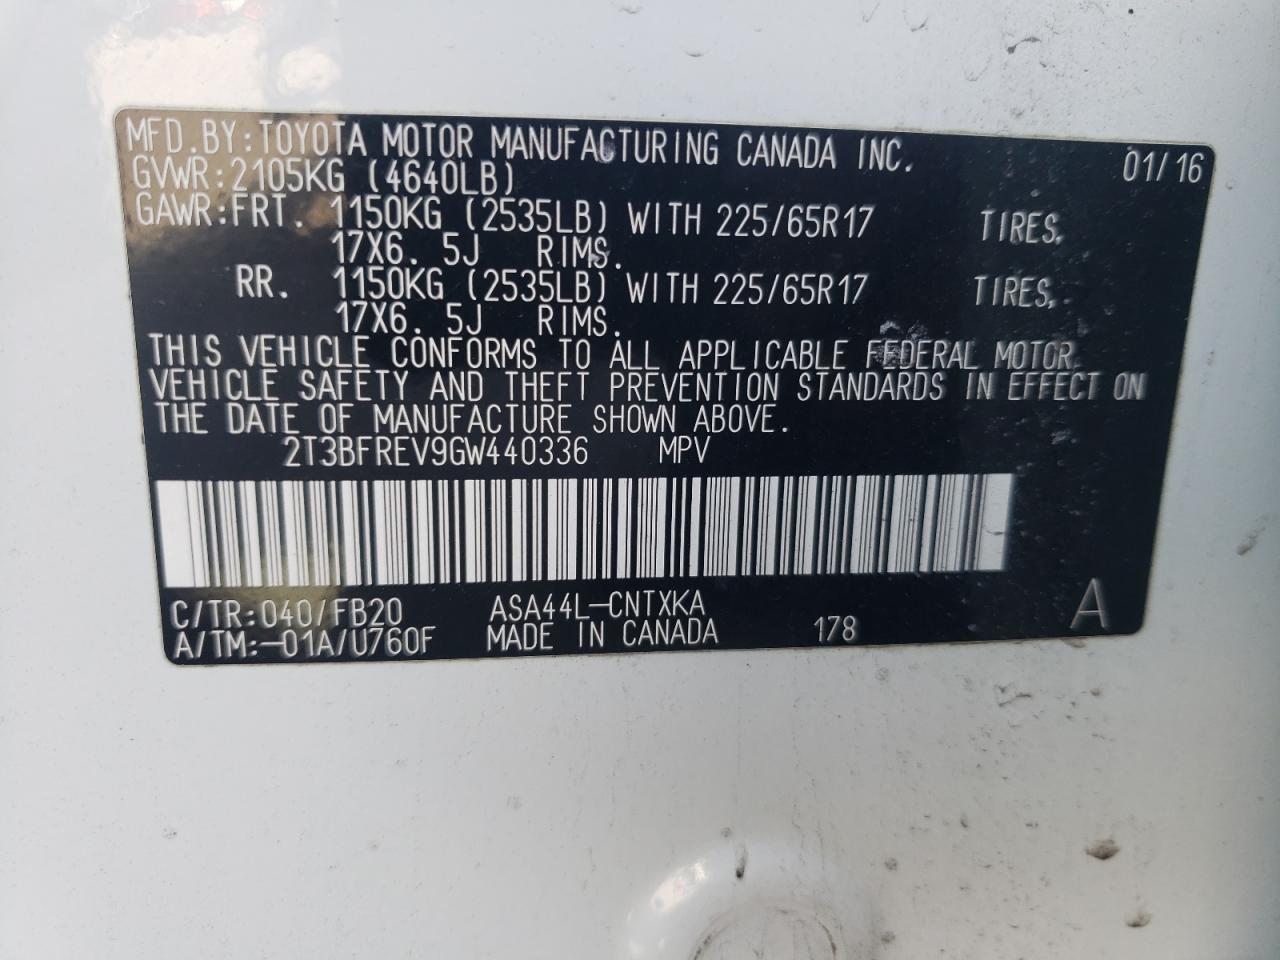 MFD.BY:TOYOTA MOTOR MANUFACTURING CANADA INC. 01/16
GVWR:2105KG (4640LB)
GAWR:FRT. 1150KG (2535LB) WITH 225/65R17 TIRES,
17X6. 5J RIMS.
RR. 1150KG (2535LB) WITH 225/65R17 TIRES,
17X6. 5J RIMS.
THIS VEHICLE CONFORMS TO ALL APPLICABLE FEDERAL MOTOR
VEHICLE SAFETY AND THEFT PREVENTION STANDARDS IN EFFECT ON
THE DATE OF MANUFACTURE SHOWN ABOVE.
2T3BFREV9GW440336 MPV
C/TR:040/FB20 ASA44L-CNTXKA A
A/TM:-01A/U760F MADE IN CANADA 178